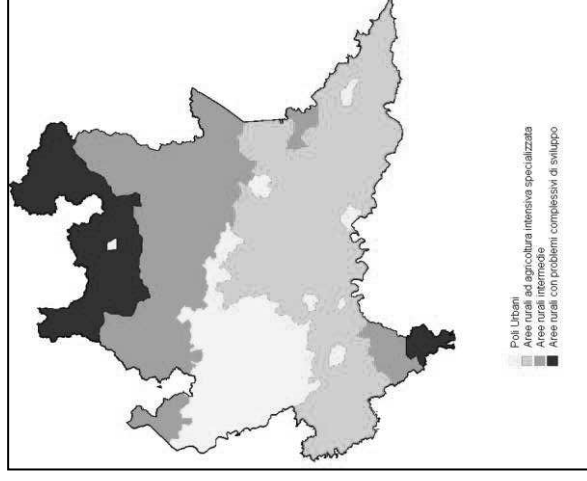 Poli Urbani
Aree rurali ad agricoltura intensiva specializzata
Aree rurali intermedie
Aree rurali con problemi complessivi di sviluppo